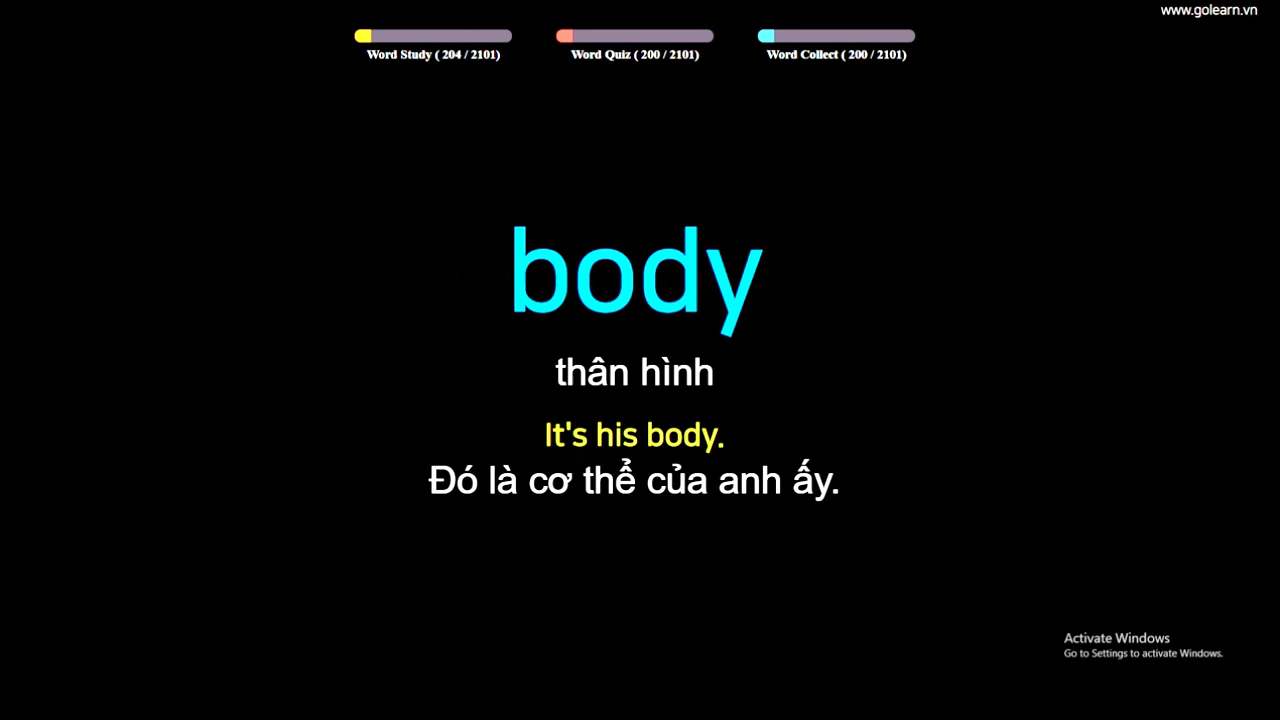 www.golearn.vn
Word Study ( 204 / 2101) Word Quiz ( 200 / 2101) Word Collect ( 200 / 2101)
body
thân hình
It's his body.
Đó là cơ thể của anh ấy.
Activate Windows
Go to Settings to activate Windows.